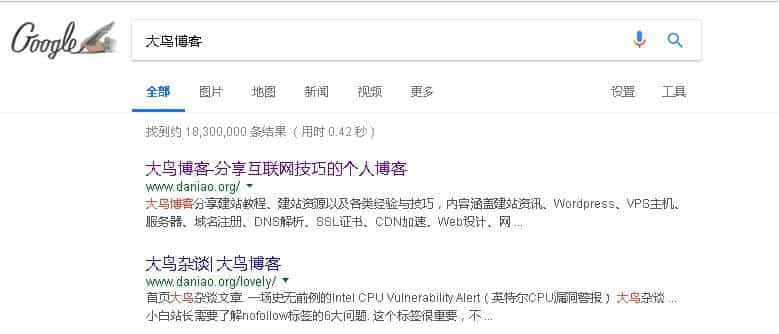 Google
大鸟博客
全部 图片 地图 新闻 视频 更多 设置 工具
找到约 18,300,000 条结果 （用时 0.42 秒）
大鸟博客-分享互联网技巧的个人博客
www.daniao.org/
大鸟博客分享建站教程、建站资源以及各类经验与技巧，内容涵盖建站资讯、Wordpress、VPS主机、
服务器、域名注册、DNS解析、SSL证书、CDN加速、Web设计、网 ...
大鸟杂谈| 大鸟博客
www.daniao.org/lovely/
首页大鸟杂谈文章. 一场史无前例的Intel CPU Vulnerability Alert（英特尔CPU漏洞警报） 大鸟杂谈 ...
小白站长需要了解nofollow标签的6大问题. 这个标签很重要，不 ...